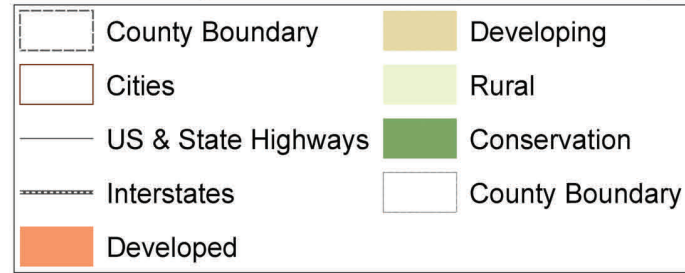 County Boundary
Cities
US & State Highways
Interstates
Developed
Developing
Rural
Conservation
County Boundary